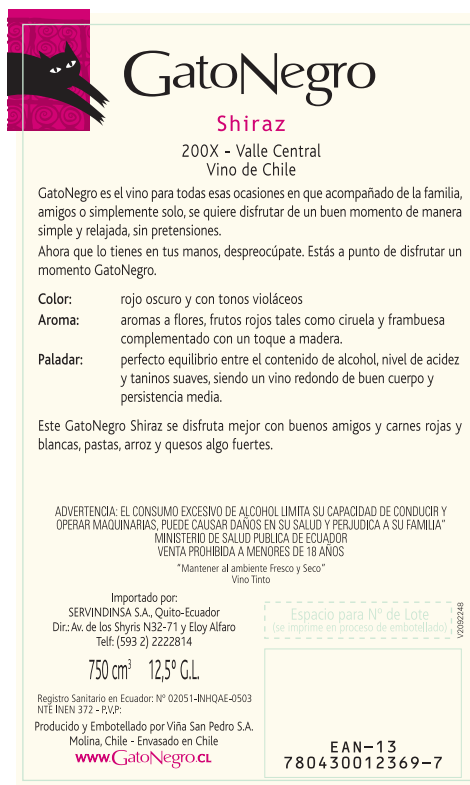 GatoNegro
Shiraz
200X - Valle Central
Vino de Chile
GatoNegro es el vino para todas esas ocasiones en que acompañado de la familia,
amigos o simplemente solo, se quiere disfrutar de un buen momento de manera
simple y relajada, sin pretensiones.
Ahora que lo tienes en tus manos, despreocúpate. Estás a punto de disfrutar un
momento GatoNegro.
Color: rojo oscuro y con tonos violáceos
Aroma: aromas a flores, frutos rojos tales como ciruela y frambuesa
complementado con un toque a madera.
Paladar: perfecto equilibrio entre el contenido de alcohol, nivel de acidez
y taninos suaves, siendo un vino redondo de buen cuerpo y
persistencia media.
Este GatoNegro Shiraz se disfruta mejor con buenos amigos y carnes rojas y
blancas, pastas, arroz y quesos algo fuertes.
ADVERTENCIA: EL CONSUMO EXCESIVO DE ALCOHOL LIMITA SU CAPACIDAD DE CONDUCIR Y
OPERAR MAQUINARIAS, PUEDE CAUSAR DAÑOS EN SU SALUD Y PERJUDICA A SU FAMILIA"
MINISTERIO DE SALUD PUBLICA DE ECUADOR
VENTA PROHIBIDA A MENORES DE 18 AÑOS
"Mantener al ambiente Fresco y Seco"
Vino Tinto
Importado por:
SERVINDINSA S.A., Quito-Ecuador
Dir.: Av. de los Shyris N32-71 y Eloy Alfaro
Telf: (593 2) 2222814
750 cm³ 12,5º G.L.
Registro Sanitario en Ecuador: Nº 02051-INHQAE-0503
NTE INEN 372 - P.V.P:
Producido y Embotellado por Viña San Pedro S.A.
Molina, Chile - Envasado en Chile
www.GatoNegro.CL
Espacio para Nº de Lote
(se imprime en proceso de embotellado)
V2092248
EAN-13
780430012369-7